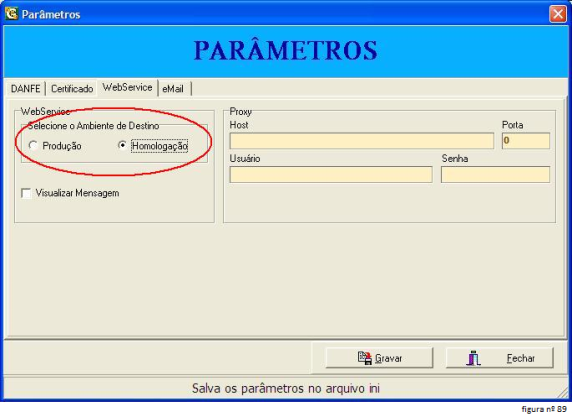 Parâmetros
PARÂMETROS
DANFE Certificado WebService eMail
WebService
Selecione o Ambiente de Destino
Produção Homologação
Visualizar Mensagem
Proxy
Host Porta
0
Usuário Senha
Gravar Fechar
Salva os parâmetros no arquivo ini
figura nº 89